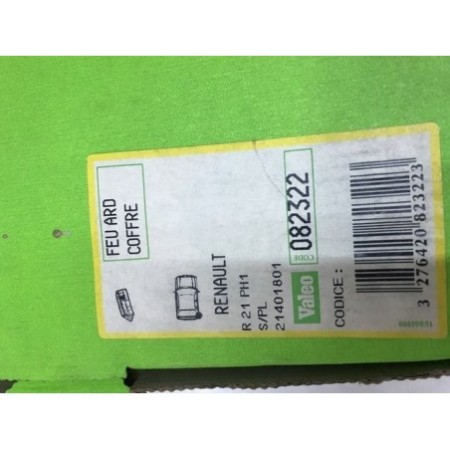 FEU ARD
COFFRE
RENAULT
R 21 PH1
S/PL
21401801
Valeo
CODE
082322
CODICE :
3 276420 823223